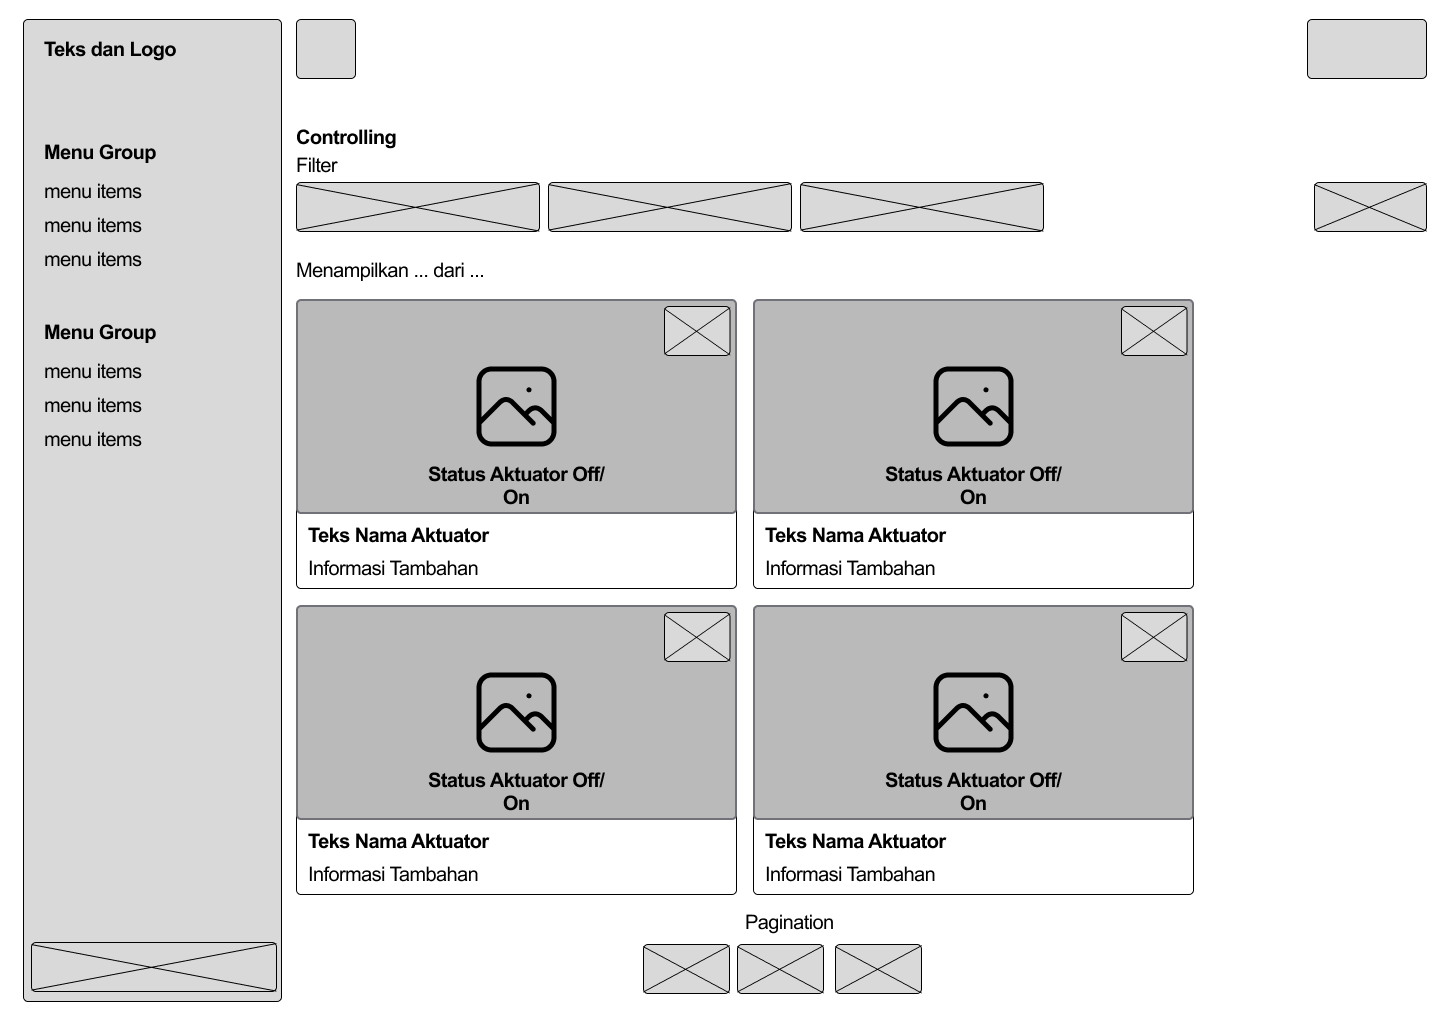 Teks dan Logo
Menu Group
menu items
menu items
menu items
Menu Group
menu items
menu items
menu items
Controlling
Filter
Menampilkan ... dari ...
Status Aktuator Off/
On
Teks Nama Aktuator
Informasi Tambahan
Status Aktuator Off/
On
Teks Nama Aktuator
Informasi Tambahan
Status Aktuator Off/
On
Teks Nama Aktuator
Informasi Tambahan
Status Aktuator Off/
On
Teks Nama Aktuator
Informasi Tambahan
Pagination